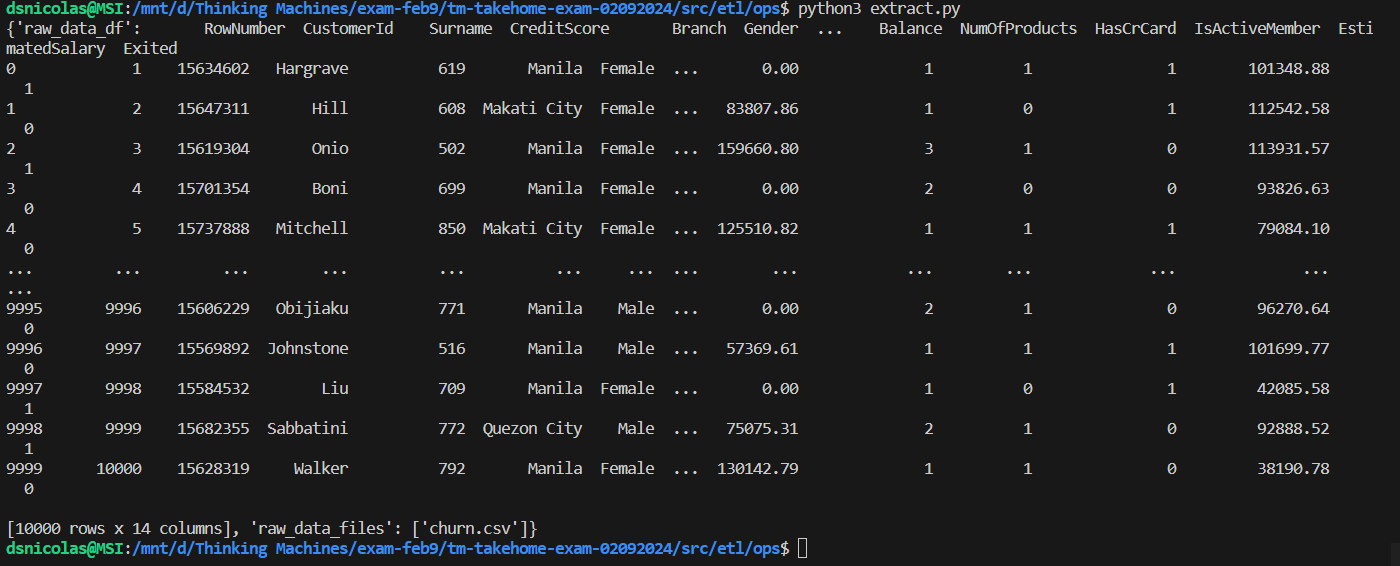 dsnicolas@MSI:/mnt/d/Thinking Machines/exam-feb9/tm-takehome-exam-02092024/src/etl/ops$ python3 extract.py
{'raw_data_df':       RowNumber  CustomerId    Surname  CreditScore       Branch  Gender  ...    Balance  NumOfProducts  HasCrCard  IsActiveMember  Esti
matedSalary  Exited
0             1    15634602   Hargrave          619       Manila  Female  ...       0.00              1          1               1        101348.88
  1
1             2    15647311       Hill          608  Makati City  Female  ...   83807.86              1          0               1        112542.58
  0
2             3    15619304       Onio          502       Manila  Female  ...  159660.80              3          1               0        113931.57
  1
3             4    15701354       Boni          699       Manila  Female  ...       0.00              2          0               0         93826.63
  0
4             5    15737888   Mitchell          850  Makati City  Female  ...  125510.82              1          1               1         79084.10
  0
...         ...         ...        ...          ...          ...     ...  ...        ...            ...        ...             ...              ...
...
9995       9996    15606229   Obijiaku          771       Manila    Male  ...       0.00              2          1               0         96270.64
  0
9996       9997    15569892  Johnstone          516       Manila    Male  ...   57369.61              1          1               1        101699.77
  0
9997       9998    15584532        Liu          709       Manila  Female  ...       0.00              1          0               1         42085.58
  1
9998       9999    15682355  Sabbatini          772  Quezon City    Male  ...   75075.31              2          1               0         92888.52
  1
9999      10000    15628319     Walker          792       Manila  Female  ...  130142.79              1          1               0         38190.78
  0
[10000 rows x 14 columns], 'raw_data_files': ['churn.csv']}
dsnicolas@MSI:/mnt/d/Thinking Machines/exam-feb9/tm-takehome-exam-02092024/src/etl/ops$